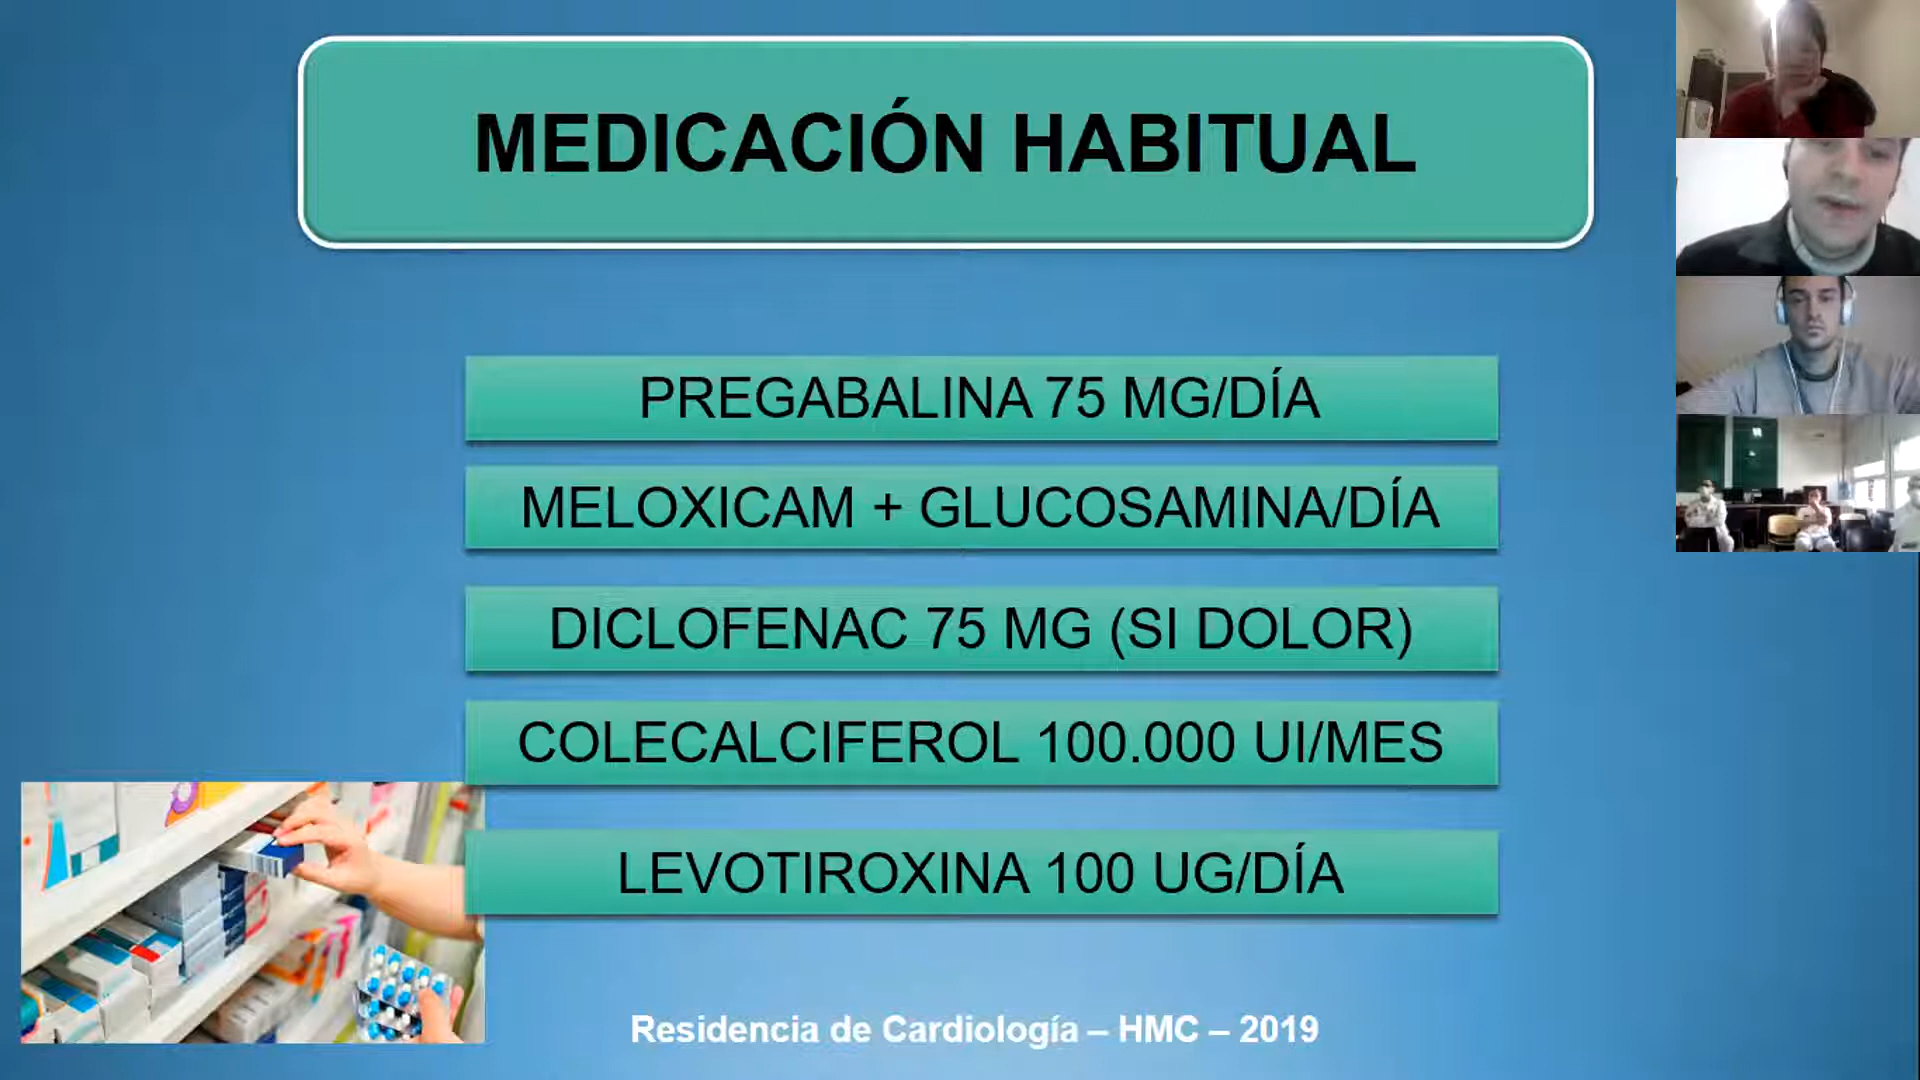 MEDICACIÓN HABITUAL
PREGABALINA 75 MG/DÍA
MELOXICAM + GLUCOSAMINA/DÍA
DICLOFENAC 75 MG (SI DOLOR)
COLECALCIFEROL 100.000 UI/MES
LEVOTIROXINA 100 UG/DÍA
Residencia de Cardiología – HMC – 2019